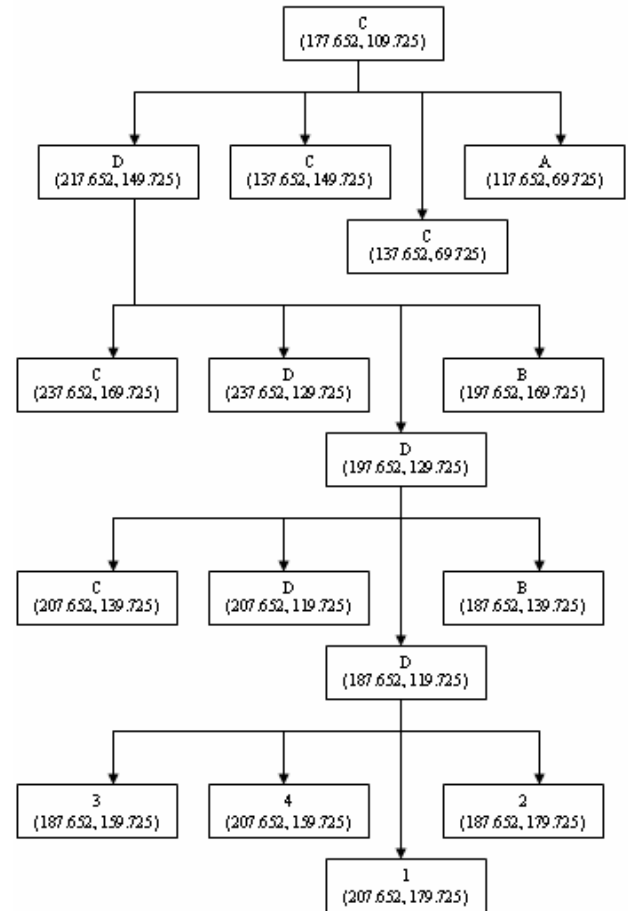 C
(177.652, 109.725)
D
(217.652, 149.725)
C
(137.652, 149.725)
A
(117.652, 69.725)
C
(137.652, 69.725)
C
(237.652, 169.725)
D
(237.652, 129.725)
B
(197.652, 169.725)
D
(197.652, 129.725)
C
(207.652, 139.725)
D
(207.652, 119.725)
B
(187.652, 139.725)
D
(187.652, 119.725)
3
(187.652, 159.725)
4
(207.652, 159.725)
2
(187.652, 179.725)
1
(207.652, 179.725)